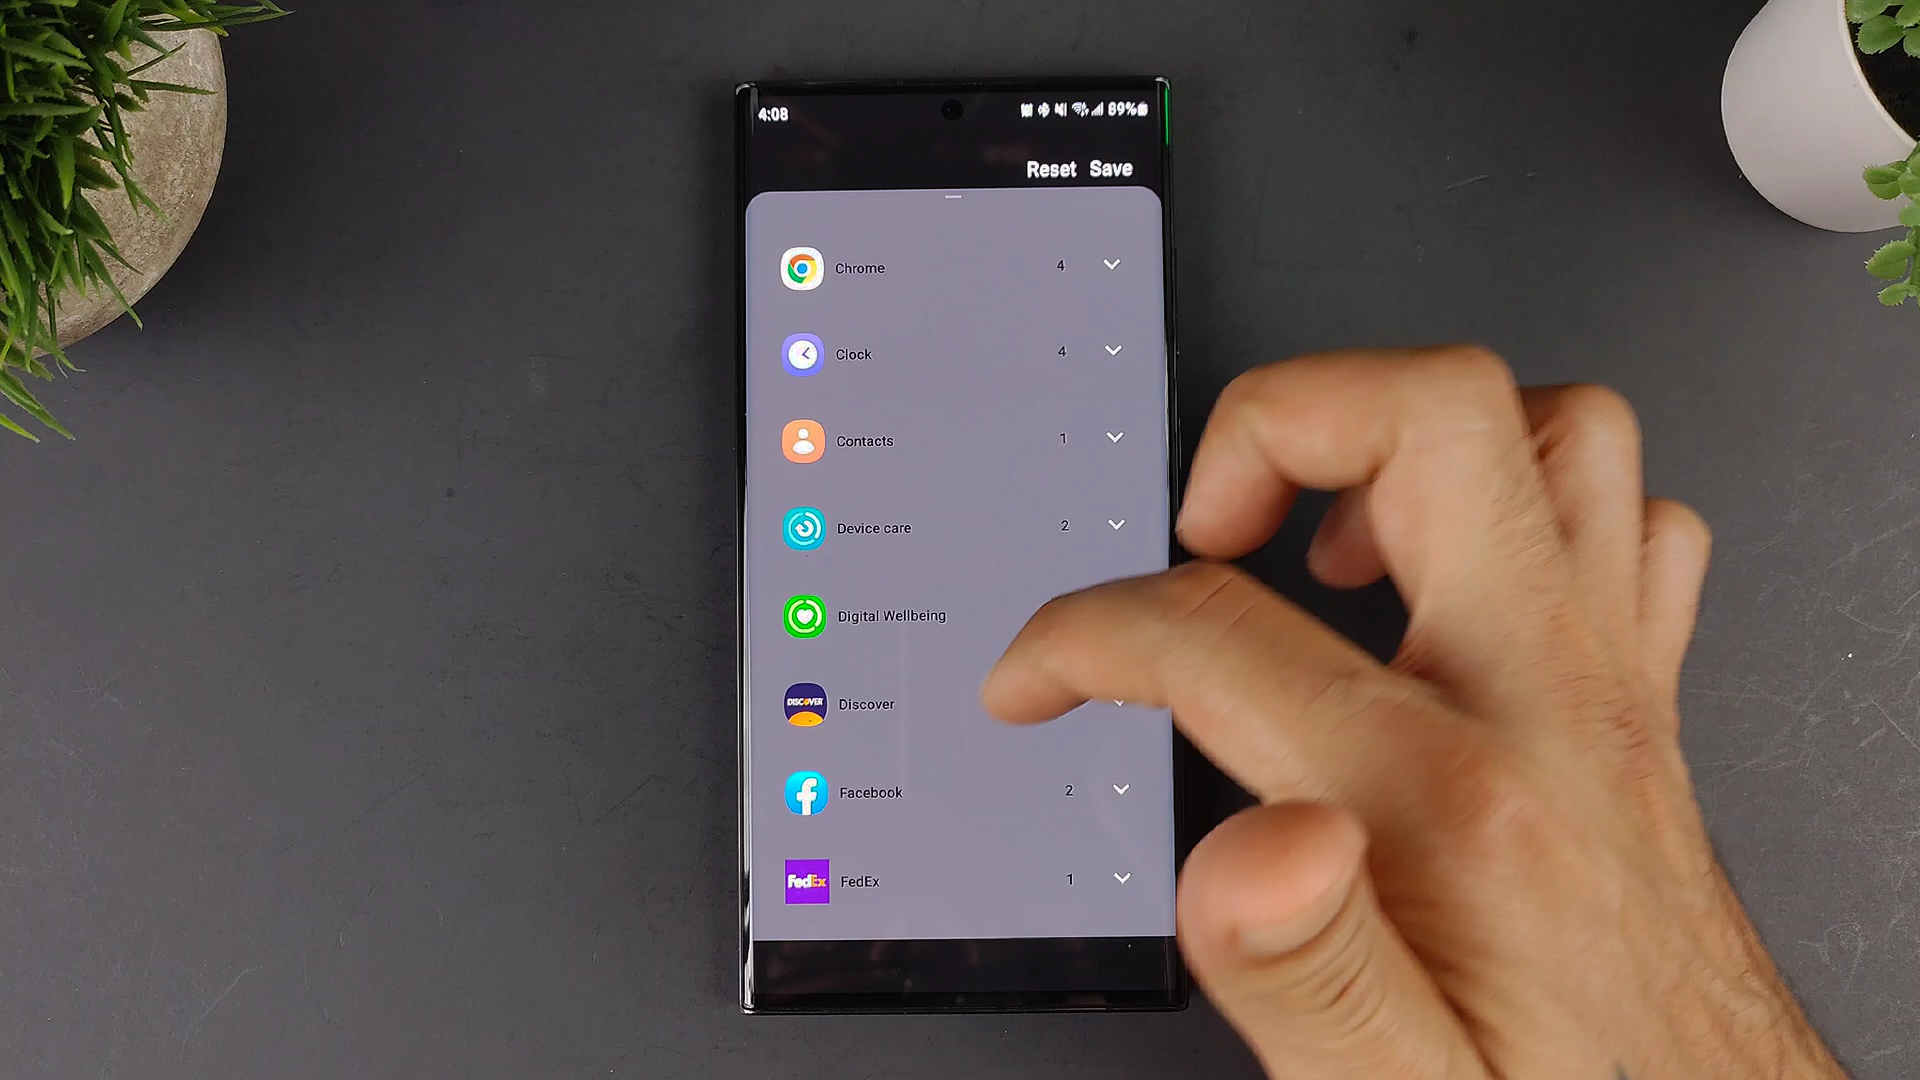 4:08
89%
Reset Save
Chrome 4
Clock 4
Contacts 1
Device care 2
Digital Wellbeing
DISCOVER
Discover
Facebook 2
FedEx
FedEx 1